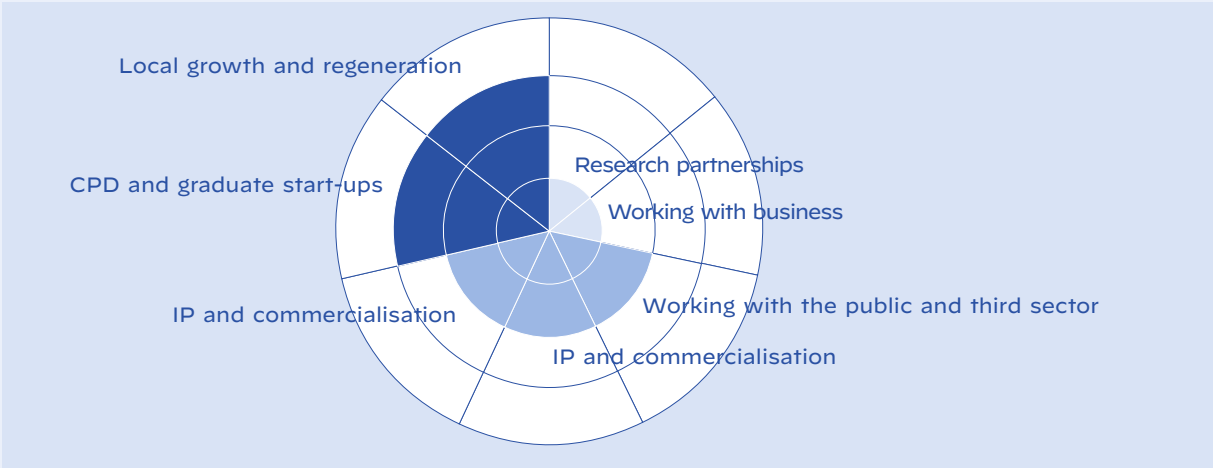 Local growth and regeneration
Research partnerships
CPD and graduate start-ups
Working with business
Working with the public and third sector
IP and commercialisation
IP and commercialisation